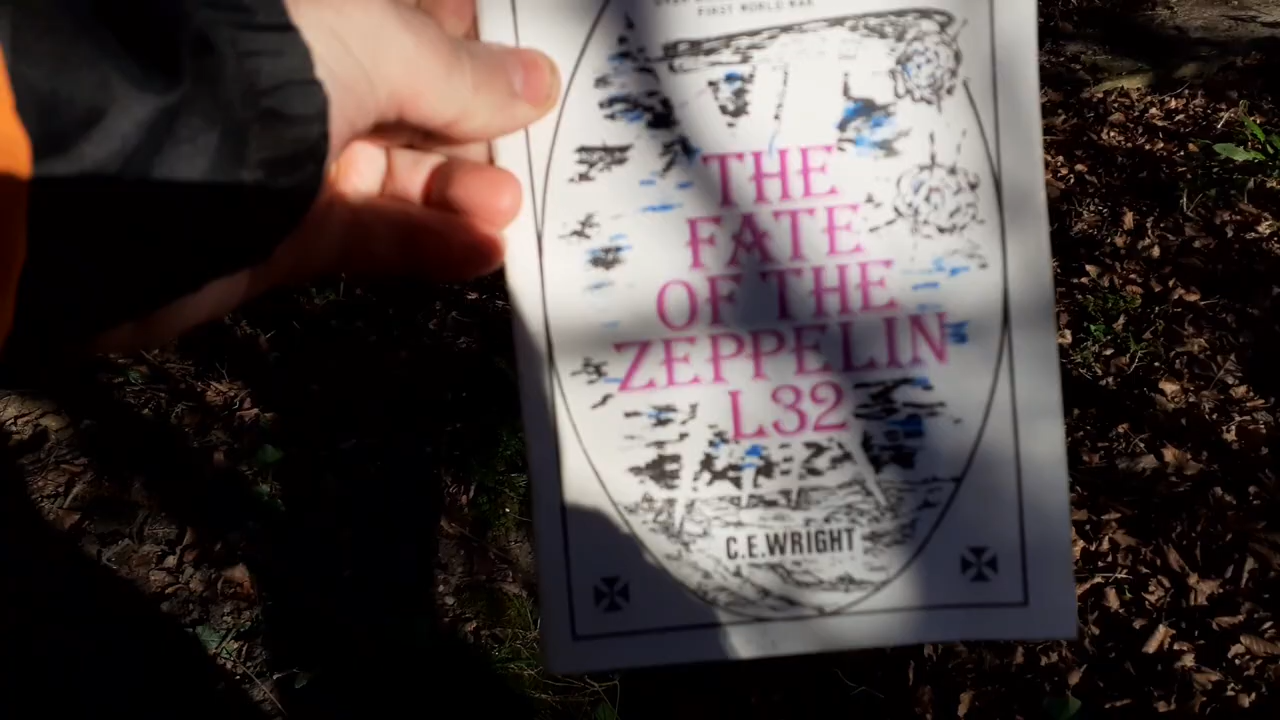 FIRST WORLD WAR
THE
FATE
OF THE
ZEPPELIN
L32
C.E.WRIGHT